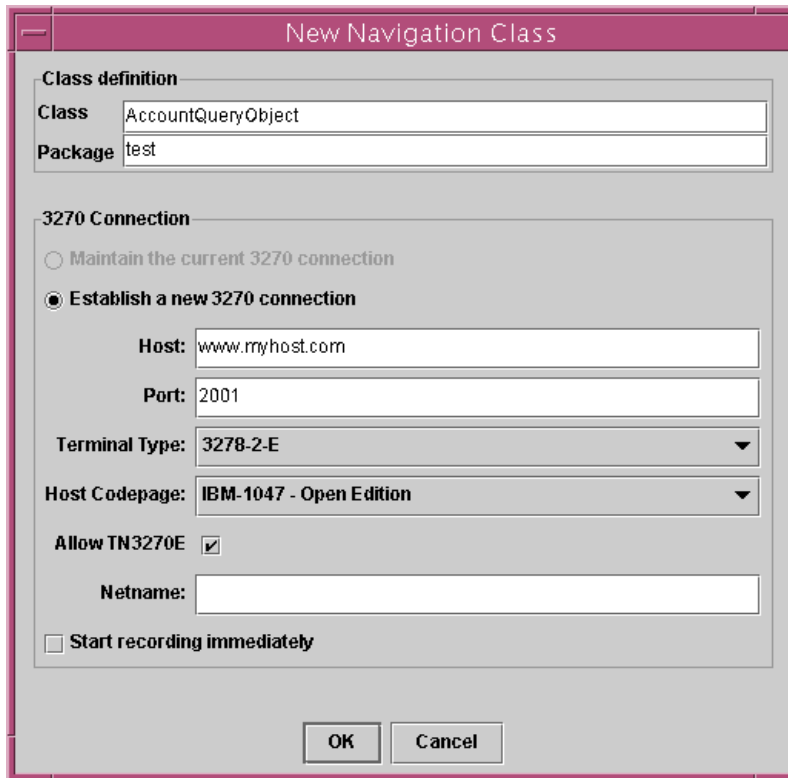 New Navigation Class
Class definition
Class AccountQueryObject
Package test
3270 Connection
Maintain the current 3270 connection
Establish a new 3270 connection
Host: www.myhost.com
Port: 2001
Terminal Type: 3278-2-E
Host Codepage: IBM-1047 - Open Edition
Allow TN3270E
Netname:
Start recording immediately
OK Cancel